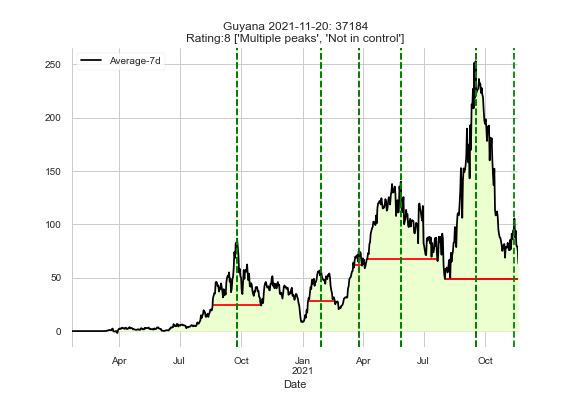 Guyana 2021-11-20: 37184
Rating:8 ['Multiple peaks', 'Not in control']
Average-7d
250
200
150
100
50
0
Apr Jul Oct Jan Apr Jul Oct
2021
Date